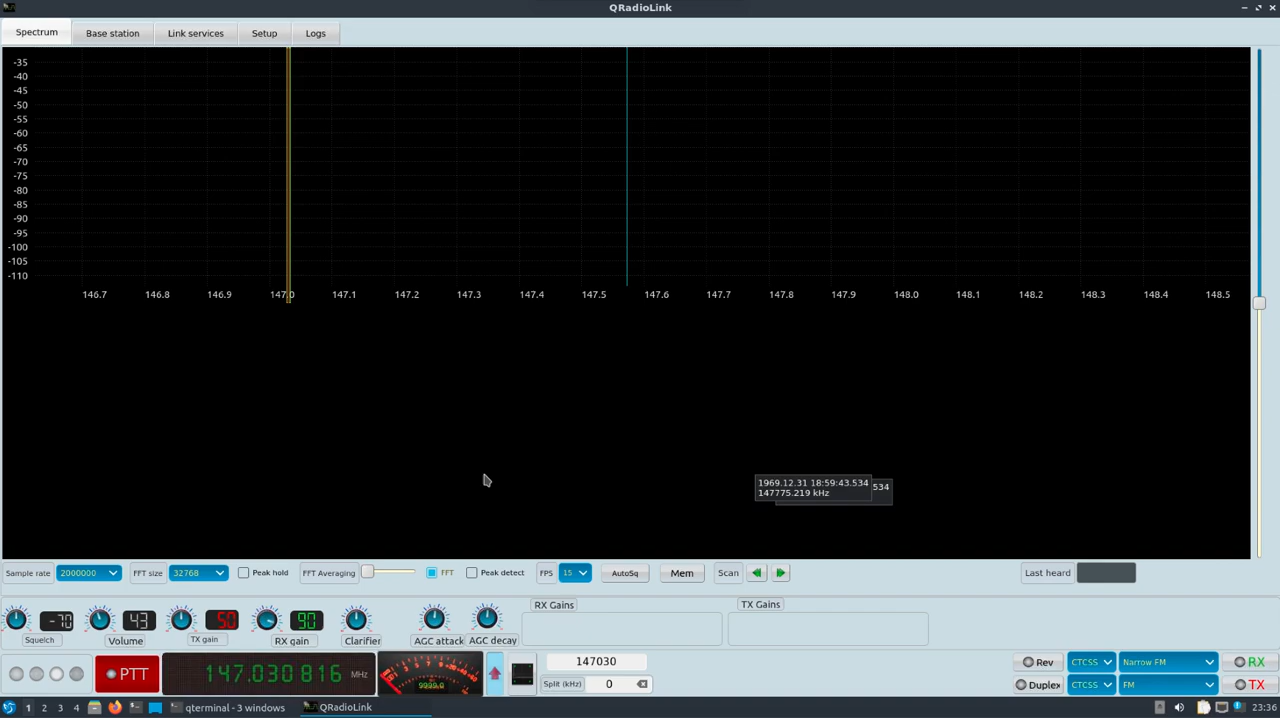 QRadioLink
Spectrum Base station Link services Setup Logs
-35
-40
-45
-50
-55
-60
-65
-70
-75
-80
-85
-90
-95
-100
-105
-110
146.7 146.8 146.9 147.0 147.1 147.2 147.3 147.4 147.5 147.6 147.7 147.8 147.9 148.0 148.1 148.2 148.3 148.4 148.5
1969.12.31 18:59:43.534
147775.219 kHz
534
Sample rate 2000000 FFT size 32768 Peak hold FFT Averaging FFT Peak detect FPS 15 AutoSq Mem Scan Last heard
-70 43 50 90
Squelch Volume TX gain RX gain Clarifier AGC attack AGC decay
RX Gains TX Gains
PTT 147.030 816 MHz
9999.0
147030
Split (kHz) 0
Rev CTCSS Narrow FM RX
Duplex CTCSS FM TX
1 2 3 4 qterminal - 3 windows QRadioLink 23:36